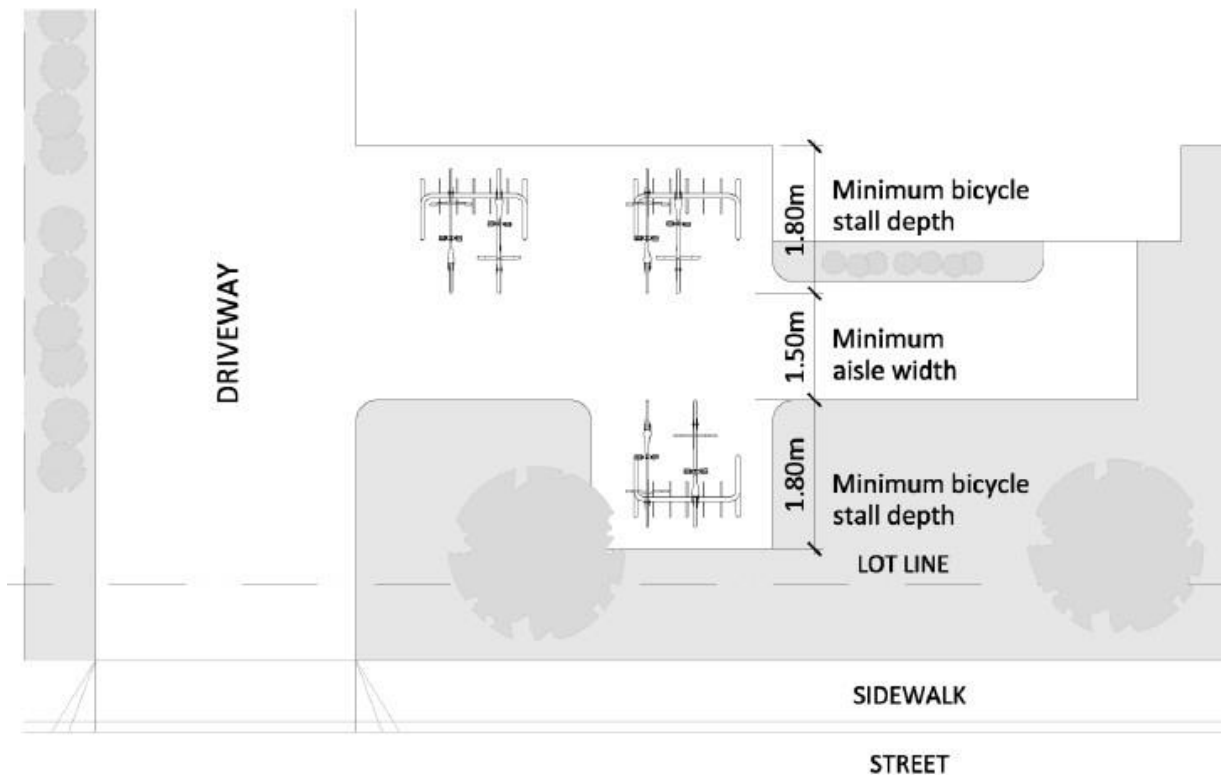 1.80m
Minimum bicycle
stall depth
DRIVEWAY
1.50m
Minimum
aisle width
1.80m
Minimum bicycle
stall depth
LOT LINE
SIDEWALK
STREET